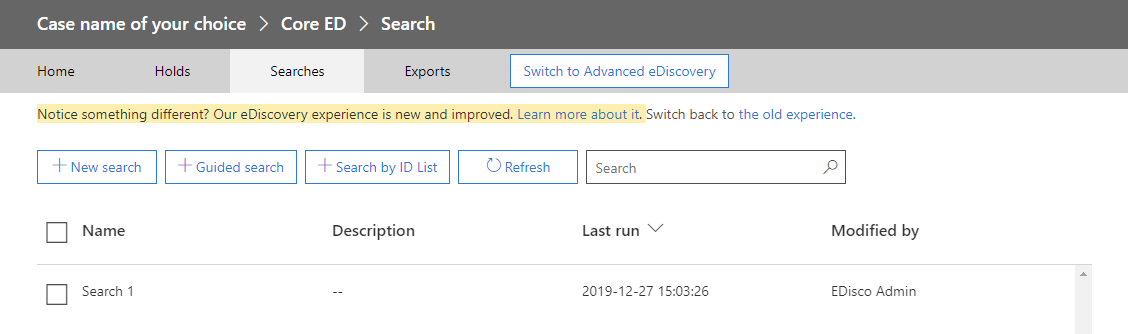 Case name of your choice > Core ED > Search
Home Holds Searches Exports Switch to Advanced eDiscovery
Notice something different? Our eDiscovery experience is new and improved. Learn more about it. Switch back to the old experience.
+ New search + Guided search + Search by ID List Refresh Search
Name Description Last run Modified by
Search 1 -- 2019-12-27 15:03:26 EDisco Admin